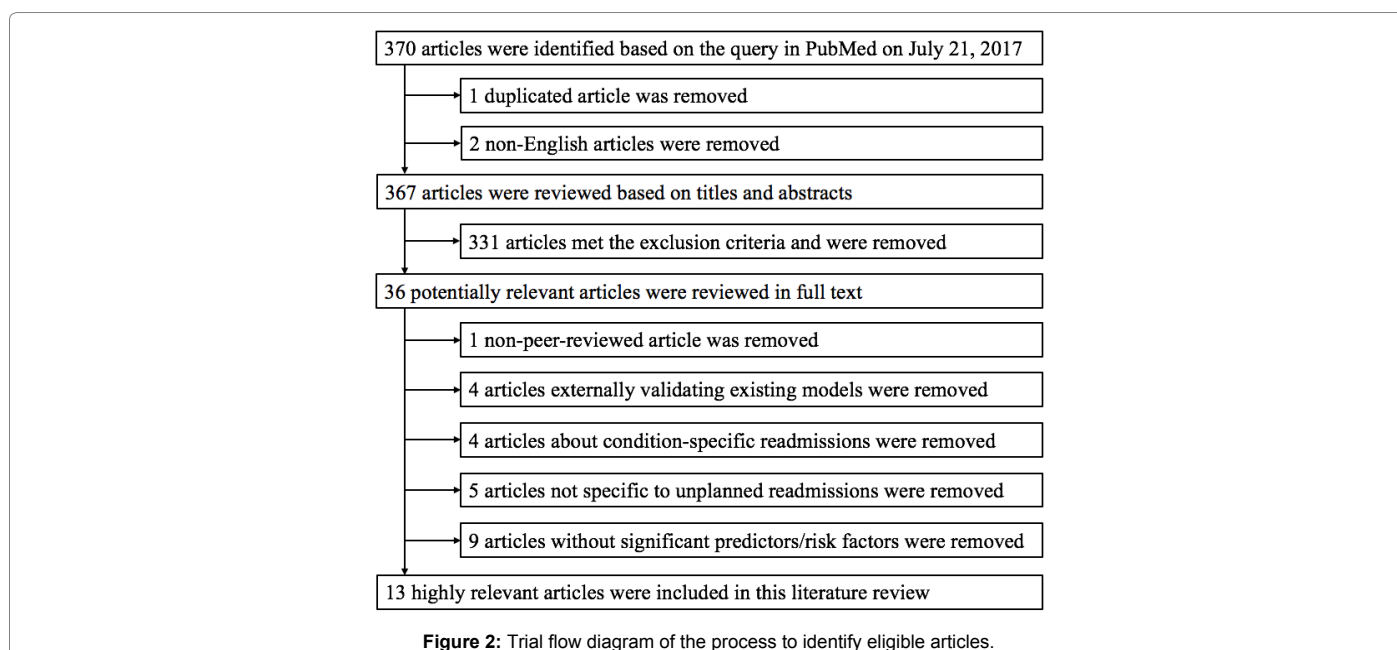 370 articles were identified based on the query in PubMed on July 21, 2017
1 duplicated article was removed
2 non-English articles were removed
367 articles were reviewed based on titles and abstracts
331 articles met the exclusion criteria and were removed
36 potentially relevant articles were reviewed in full text
1 non-peer-reviewed article was removed
4 articles externally validating existing models were removed
4 articles about condition-specific readmissions were removed
5 articles not specific to unplanned readmissions were removed
9 articles without significant predictors/risk factors were removed
13 highly relevant articles were included in this literature review
Figure 2: Trial flow diagram of the process to identify eligible articles.